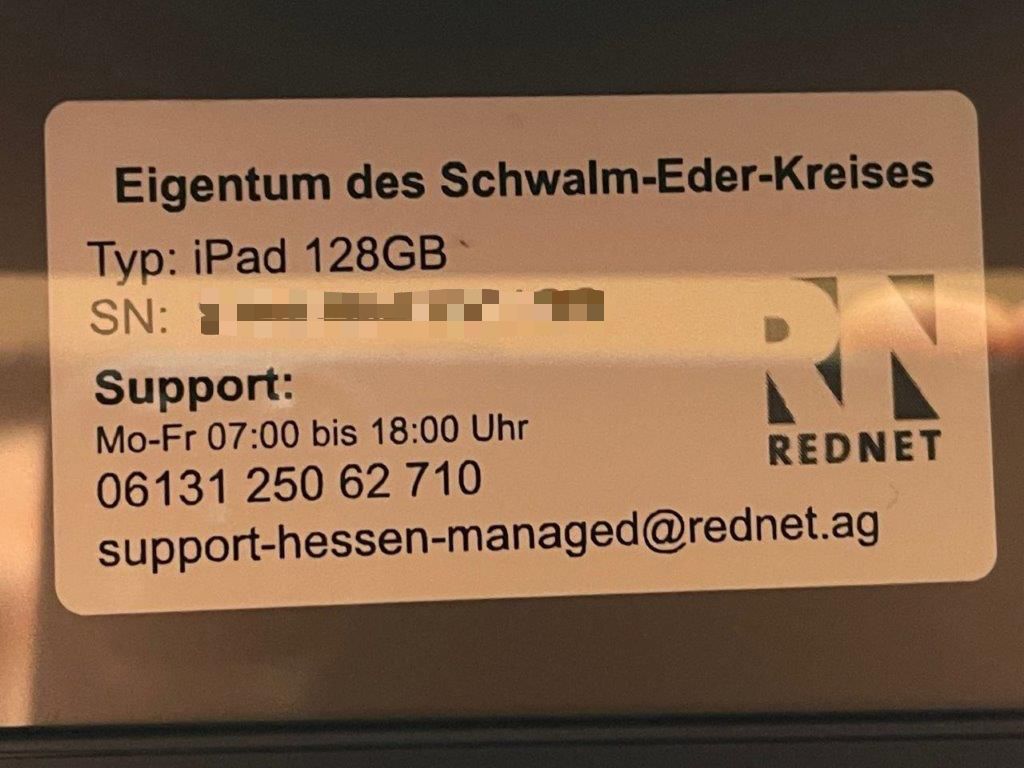 Eigentum des Schwalm-Eder-Kreises
Typ: iPad 128GB
SN:
Support:
Mo-Fr 07:00 bis 18:00 Uhr
06131 250 62 710
support-hessen-managed@rednet.ag
RN
REDNET